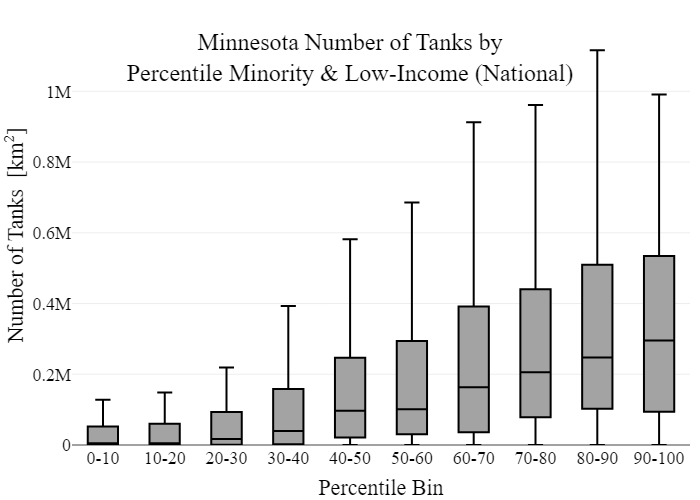 Minnesota Number of Tanks by
Percentile Minority & Low-Income (National)
Number of Tanks [km²]
1M
0.8M
0.6M
0.4M
0.2M
0
0-10 10-20 20-30 30-40 40-50 50-60 60-70 70-80 80-90 90-100
Percentile Bin